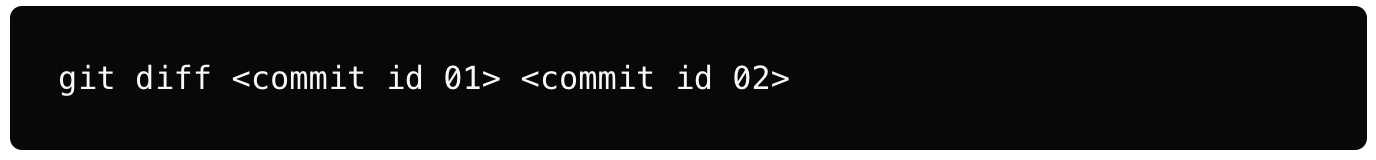 git diff <commit id 01> <commit id 02>